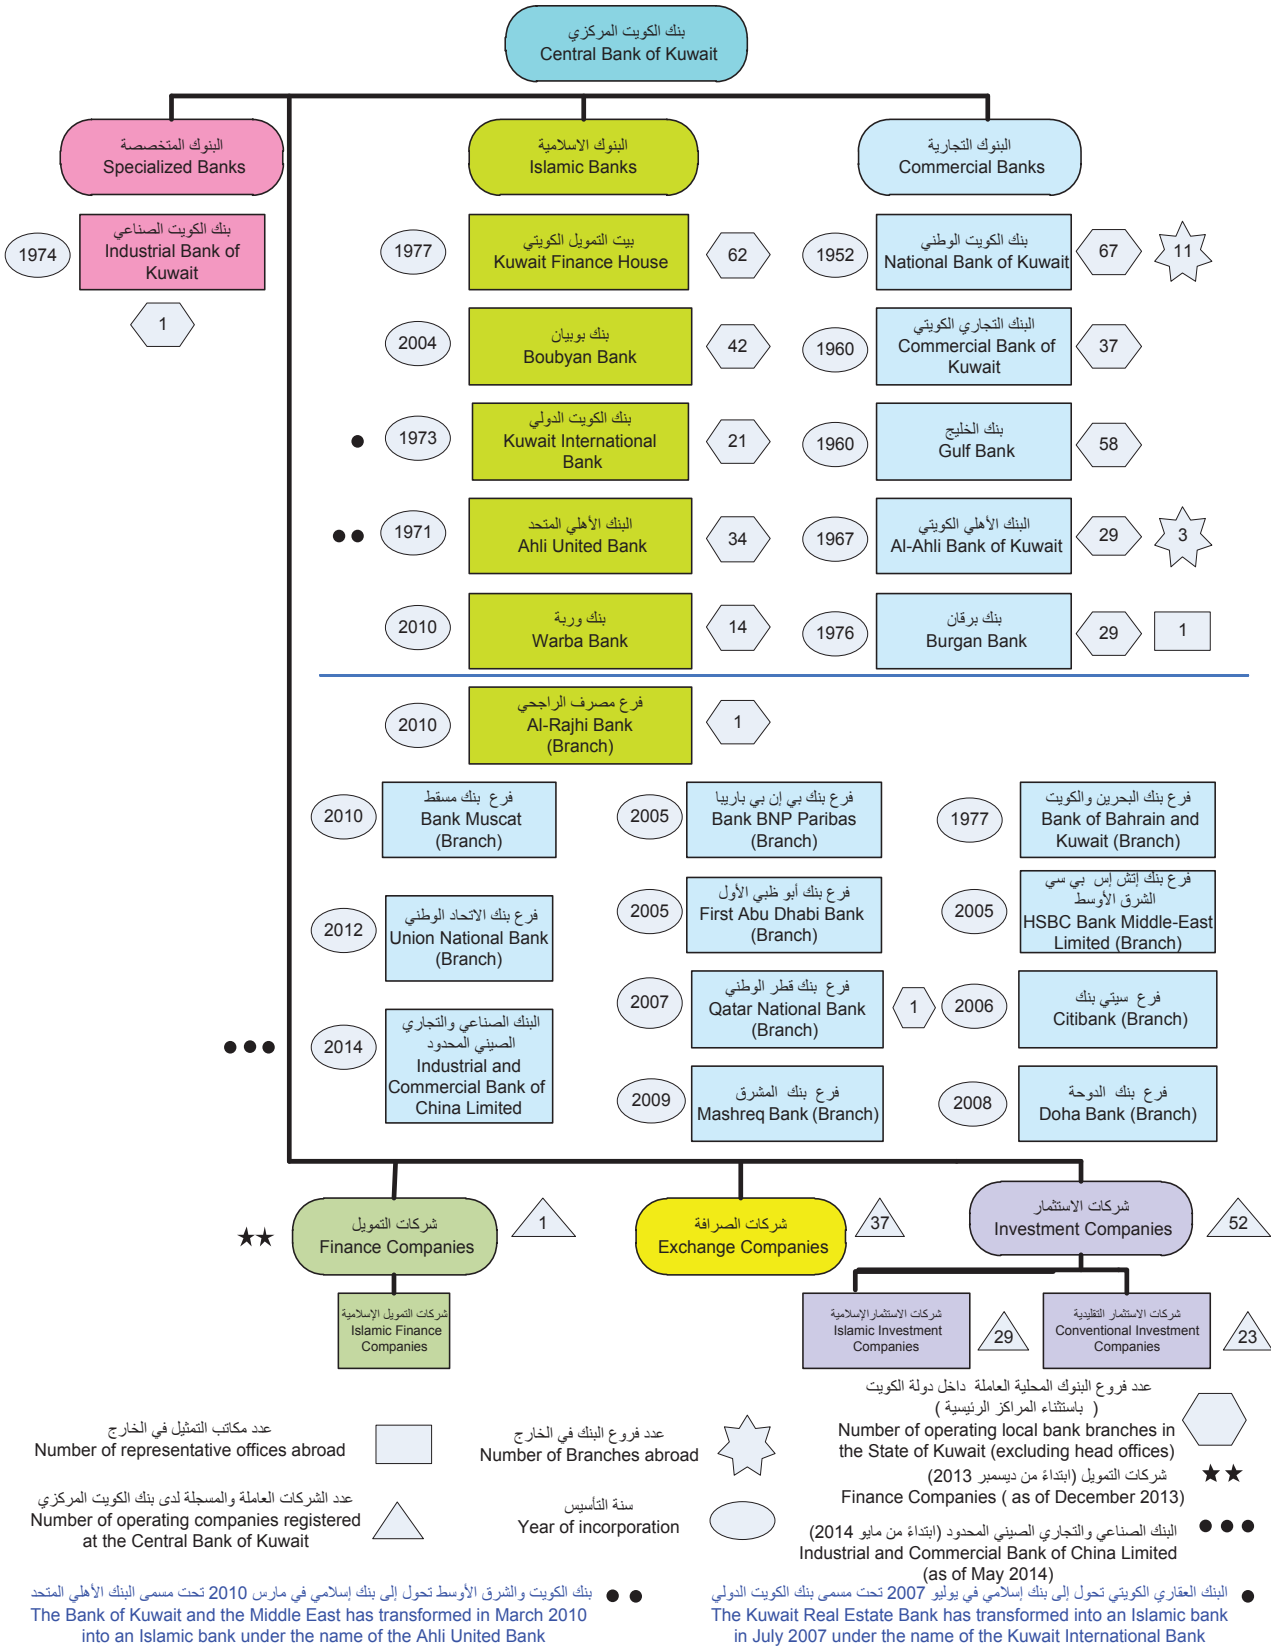 بنك الكويت المركزي
Central Bank of Kuwait
البنوك المتخصصة
Specialized Banks
البنوك الاسلامية
Islamic Banks
البنوك التجارية
Commercial Banks
1974
بنك الكويت الصناعي
Industrial Bank of
Kuwait
1
1977
بيت التمويل الكويتي
Kuwait Finance House
62
1952
بنك الكويت الوطني
National Bank of Kuwait
67
11
2004
بنك بوبيان
Boubyan Bank
42
1960
البنك التجاري الكويتي
Commercial Bank of
Kuwait
37
1973
بنك الكويت الدولي
Kuwait International
Bank
21
1960
بنك الخليج
Gulf Bank
58
1971
البنك الأهلي المتحد
Ahli United Bank
34
1967
البنك الأهلي الكويتي
Al-Ahli Bank of Kuwait
29
3
2010
بنك وربة
Warba Bank
14
1976
بنك برقان
Burgan Bank
29
1
2010
فرع مصرف الراجحي
Al-Rajhi Bank
(Branch)
1
2010
فرع بنك مسقط
Bank Muscat
(Branch)
2005
فرع بنك بي إن بي باريبا
Bank BNP Paribas
(Branch)
1977
فرع بنك البحرين والكويت
Bank of Bahrain and
Kuwait (Branch)
2012
فرع بنك الاتحاد الوطني
Union National Bank
(Branch)
2005
فرع بنك أبو ظبي الأول
First Abu Dhabi Bank
(Branch)
2005
فرع بنك إتش إس بي سي
الشرق الأوسط
HSBC Bank Middle-East
Limited (Branch)
2007
فرع بنك قطر الوطني
Qatar National Bank
(Branch)
1
2006
فرع سيتي بنك
Citibank (Branch)
2014
البنك الصناعي والتجاري
الصيني المحدود
Industrial and
Commercial Bank of
China Limited
2009
فرع بنك المشرق
Mashreq Bank (Branch)
2008
فرع بنك الدوحة
Doha Bank (Branch)
شركات التمويل
Finance Companies
1
شركات الصرافة
Exchange Companies
37
شركات الاستثمار
Investment Companies
52
شركات التمويل الإسلامية
Islamic Finance
Companies
شركات الاستثمار الإسلامية
Islamic Investment
Companies
29
شركات الاستثمار التقليدية
Conventional Investment
Companies
23
عدد فروع البنوك المحلية العاملة داخل دولة الكويت
( باستثناء المراكز الرئيسية )
Number of operating local bank branches in
the State of Kuwait (excluding head offices)
عدد مكاتب التمثيل في الخارج
Number of representative offices abroad
عدد فروع البنك في الخارج
Number of Branches abroad
شركات التمويل (ابتداءً من ديسمبر 2013)
Finance Companies ( as of December 2013)
عدد الشركات العاملة والمسجلة لدى بنك الكويت المركزي
Number of operating companies registered
at the Central Bank of Kuwait
سنة التأسيس
Year of incorporation
البنك الصناعي والتجاري الصيني المحدود (ابتداءً من مايو 2014)
Industrial and Commercial Bank of China Limited
(as of May 2014)
بنك الكويت والشرق الأوسط تحول إلى بنك إسلامي في مارس 2010 تحت مسمى البنك الأهلي المتحد
The Bank of Kuwait and the Middle East has transformed in March 2010
into an Islamic bank under the name of the Ahli United Bank
البنك العقاري الكويتي تحول إلى بنك إسلامي في يوليو 2007 تحت مسمى بنك الكويت الدولي
The Kuwait Real Estate Bank has transformed into an Islamic bank
in July 2007 under the name of the Kuwait International Bank